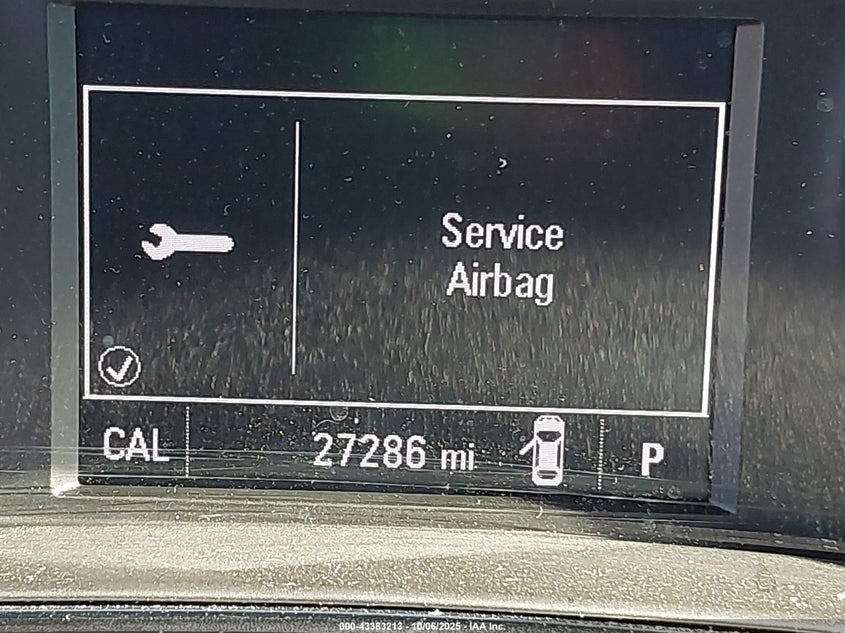 Service
Airbag
CAL
27286 mi
P
000-43383213 - 10/06/2025 - IAA Inc.